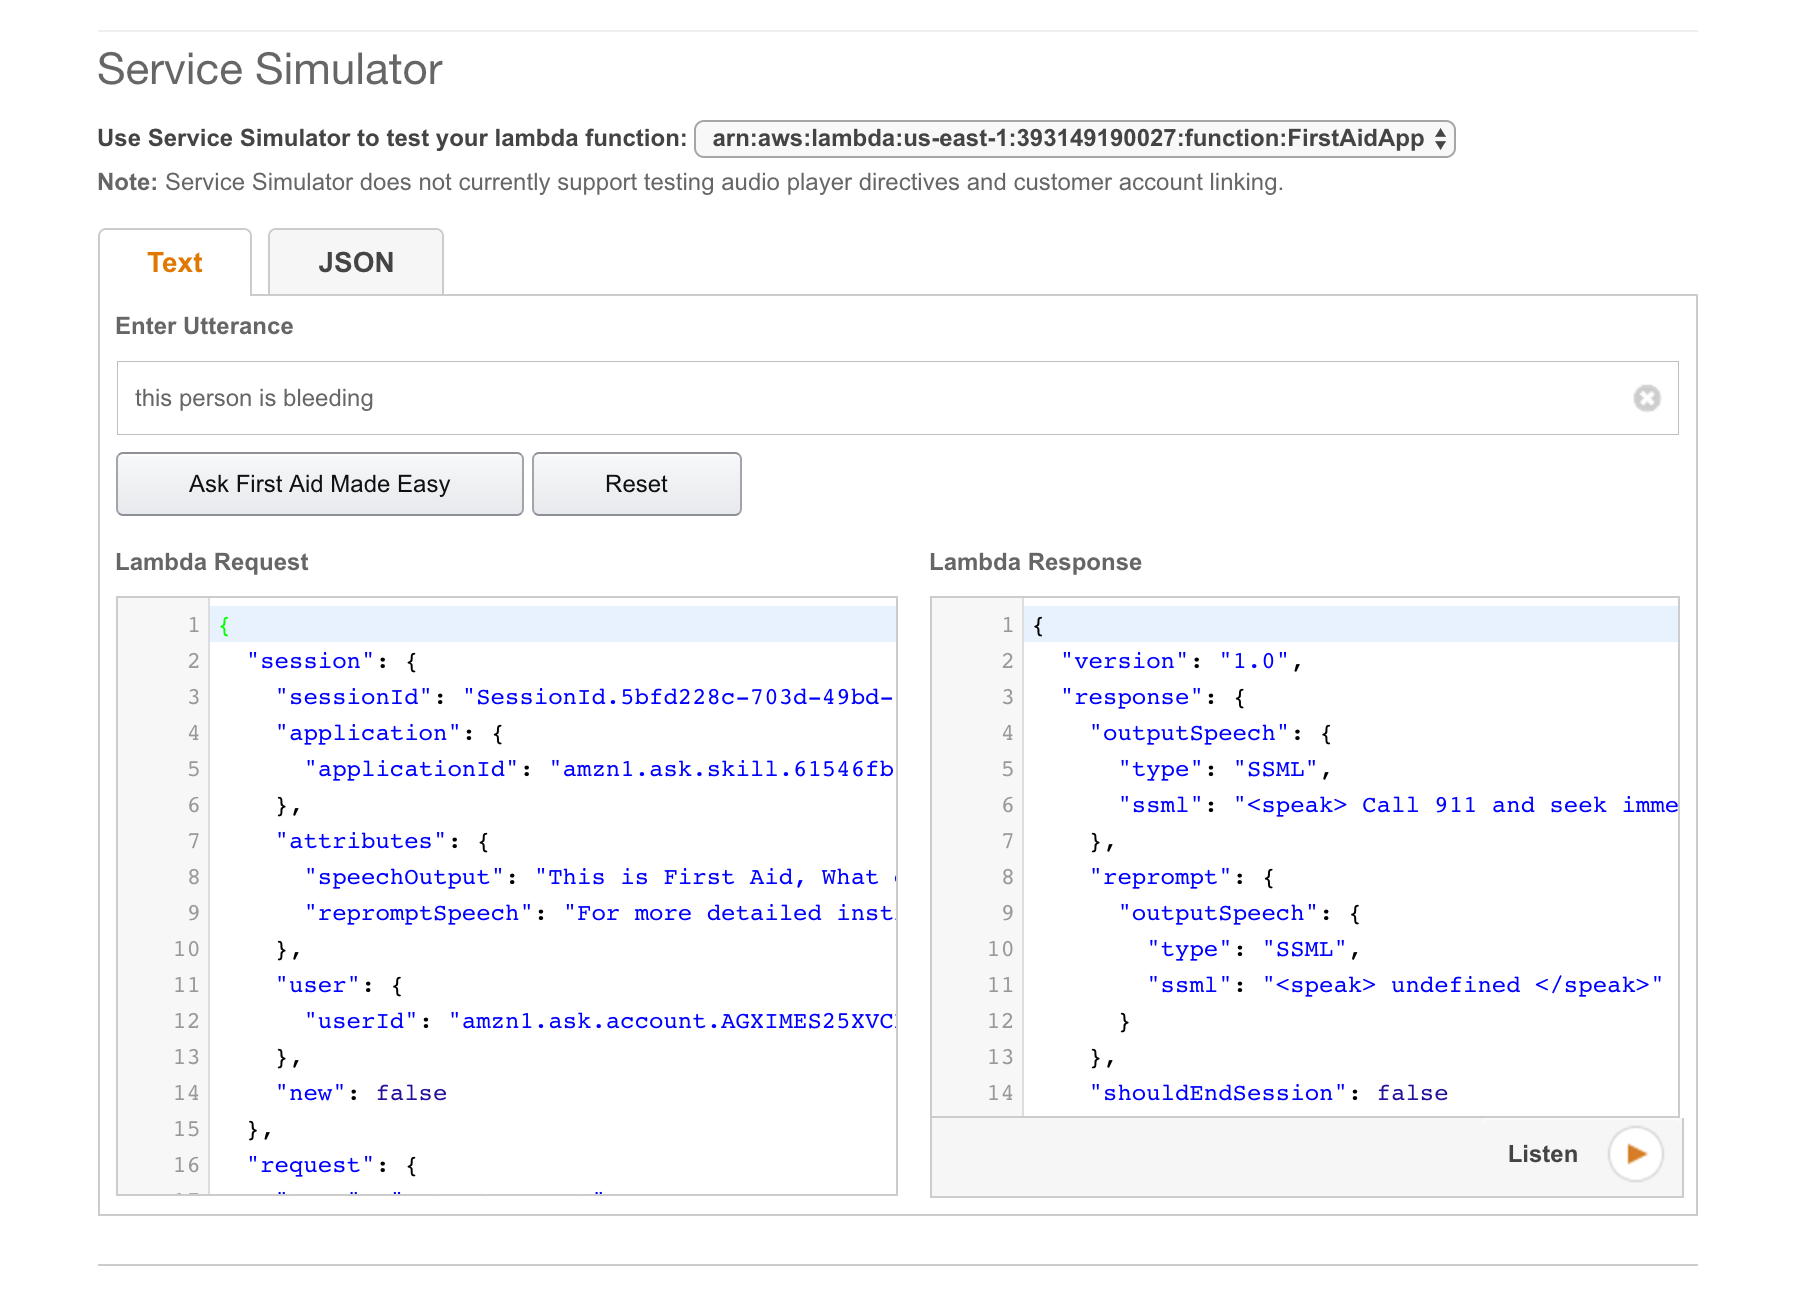 Service Simulator
Use Service Simulator to test your lambda function: arn:aws:lambda:us-east-1:393149190027:function:FirstAidApp
Note: Service Simulator does not currently support testing audio player directives and customer account linking.
Text JSON
Enter Utterance
this person is bleeding
Ask First Aid Made Easy Reset
Lambda Request
1 {
2 "session": {
3 "sessionId": "SessionId.5bfd228c-703d-49bd-
4 "application": {
5 "applicationId": "amzn1.ask.skill.61546fb
6 },
7 "attributes": {
8 "speechOutput": "This is First Aid, What
9 "repromptSpeech": "For more detailed inst
10 },
11 "user": {
12 "userId": "amzn1.ask.account.AGXIMES25XVC
13 },
14 "new": false
15 },
16 "request": {
Lambda Response
1 {
2 "version": "1.0",
3 "response": {
4 "outputSpeech": {
5 "type": "SSML",
6 "ssml": "<speak> Call 911 and seek imme
7 },
8 "reprompt": {
9 "outputSpeech": {
10 "type": "SSML",
11 "ssml": "<speak> undefined </speak>"
12 }
13 },
14 "shouldEndSession": false
Listen